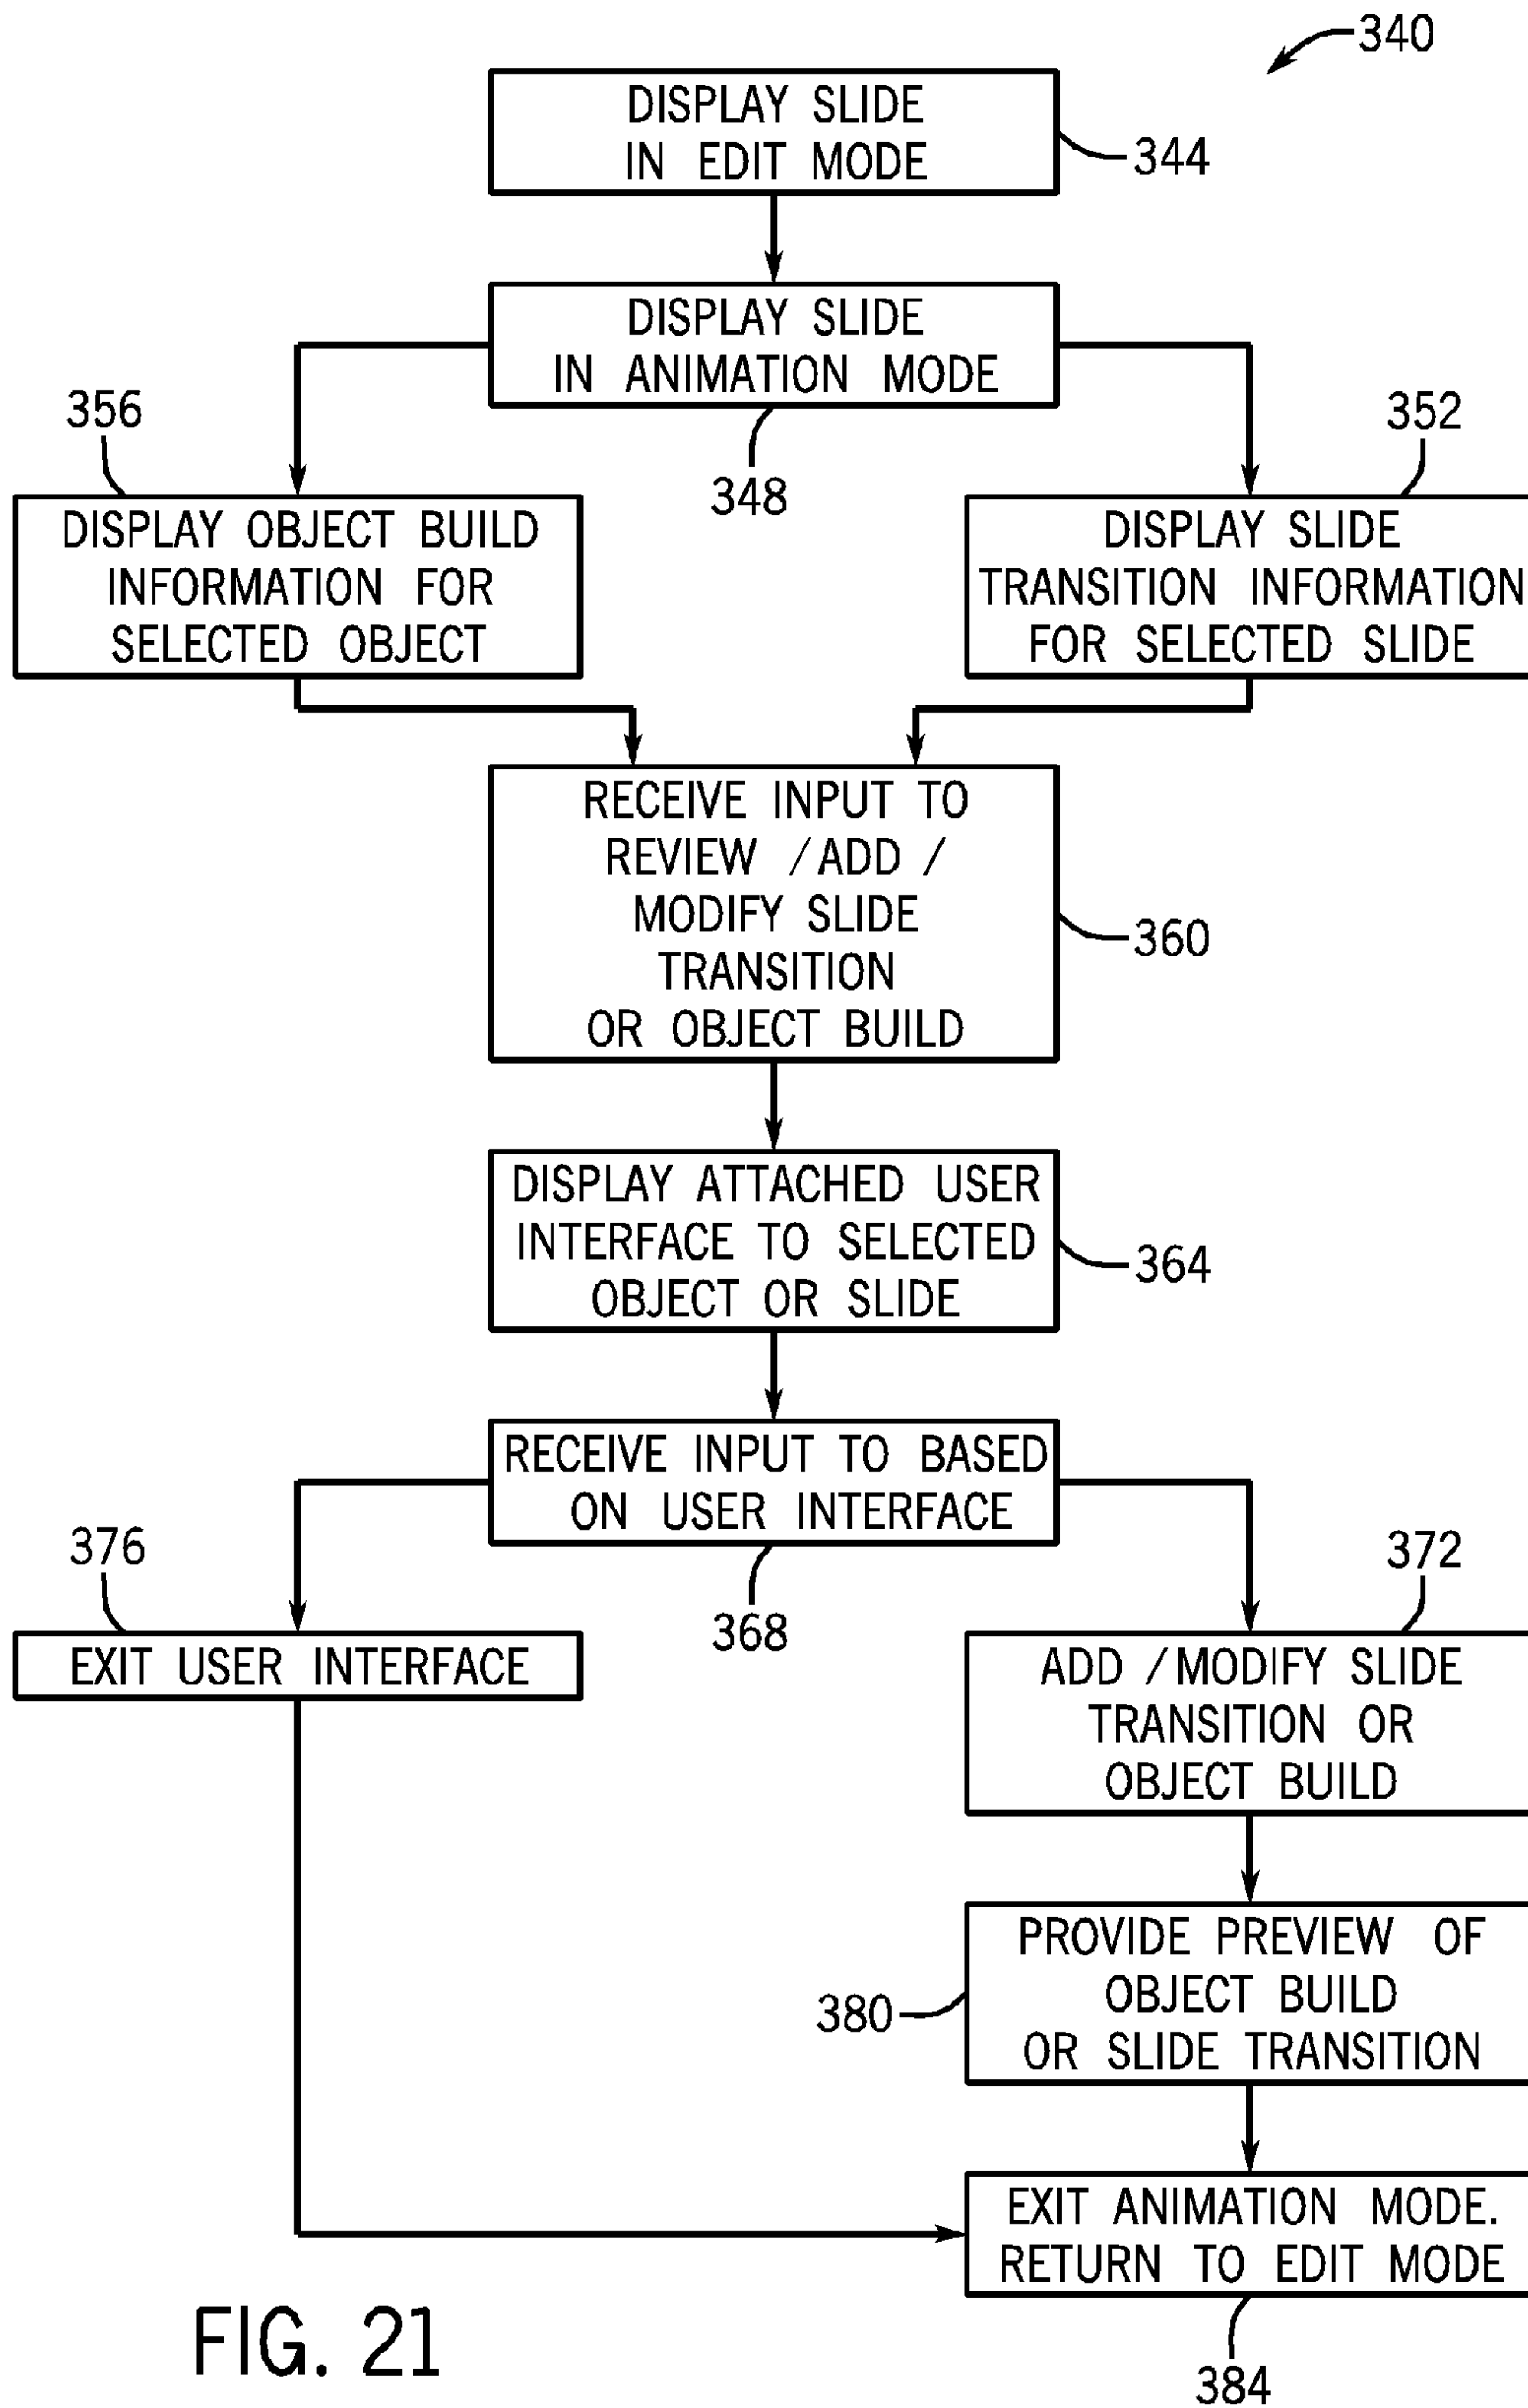 340
DISPLAY SLIDE
IN EDIT MODE
344
DISPLAY SLIDE
IN ANIMATION MODE
348
356
DISPLAY OBJECT BUILD
INFORMATION FOR
SELECTED OBJECT
352
DISPLAY SLIDE
TRANSITION INFORMATION
FOR SELECTED SLIDE
RECEIVE INPUT TO
REVIEW /ADD /
MODIFY SLIDE
TRANSITION
OR OBJECT BUILD
360
DISPLAY ATTACHED USER
INTERFACE TO SELECTED
OBJECT OR SLIDE
364
RECEIVE INPUT TO BASED
ON USER INTERFACE
368
376
EXIT USER INTERFACE
372
ADD /MODIFY SLIDE
TRANSITION OR
OBJECT BUILD
PROVIDE PREVIEW OF
OBJECT BUILD
OR SLIDE TRANSITION
380
EXIT ANIMATION MODE.
RETURN TO EDIT MODE
384
FIG. 21